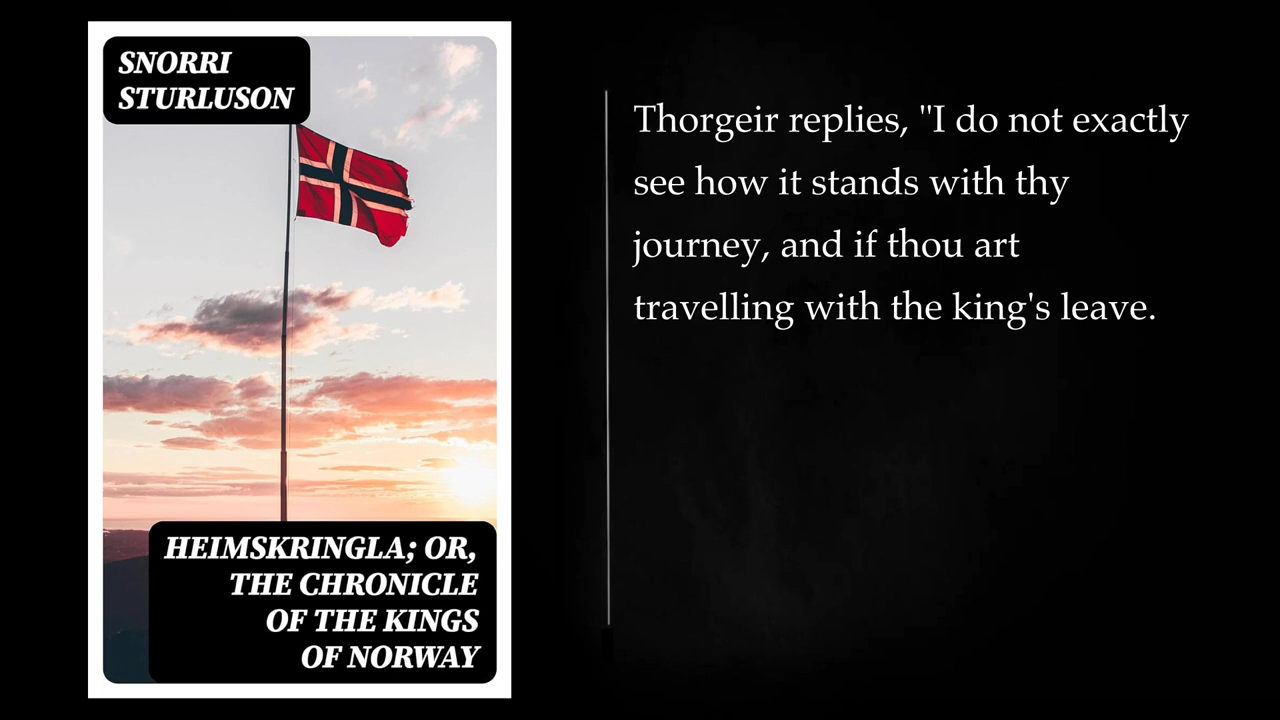 SNORRI
STURLUSON
HEIMSKRINGLA; OR,
THE CHRONICLE
OF THE KINGS
OF NORWAY
Thorgeir replies, "I do not exactly
see how it stands with thy
journey, and if thou art
travelling with the king's leave.